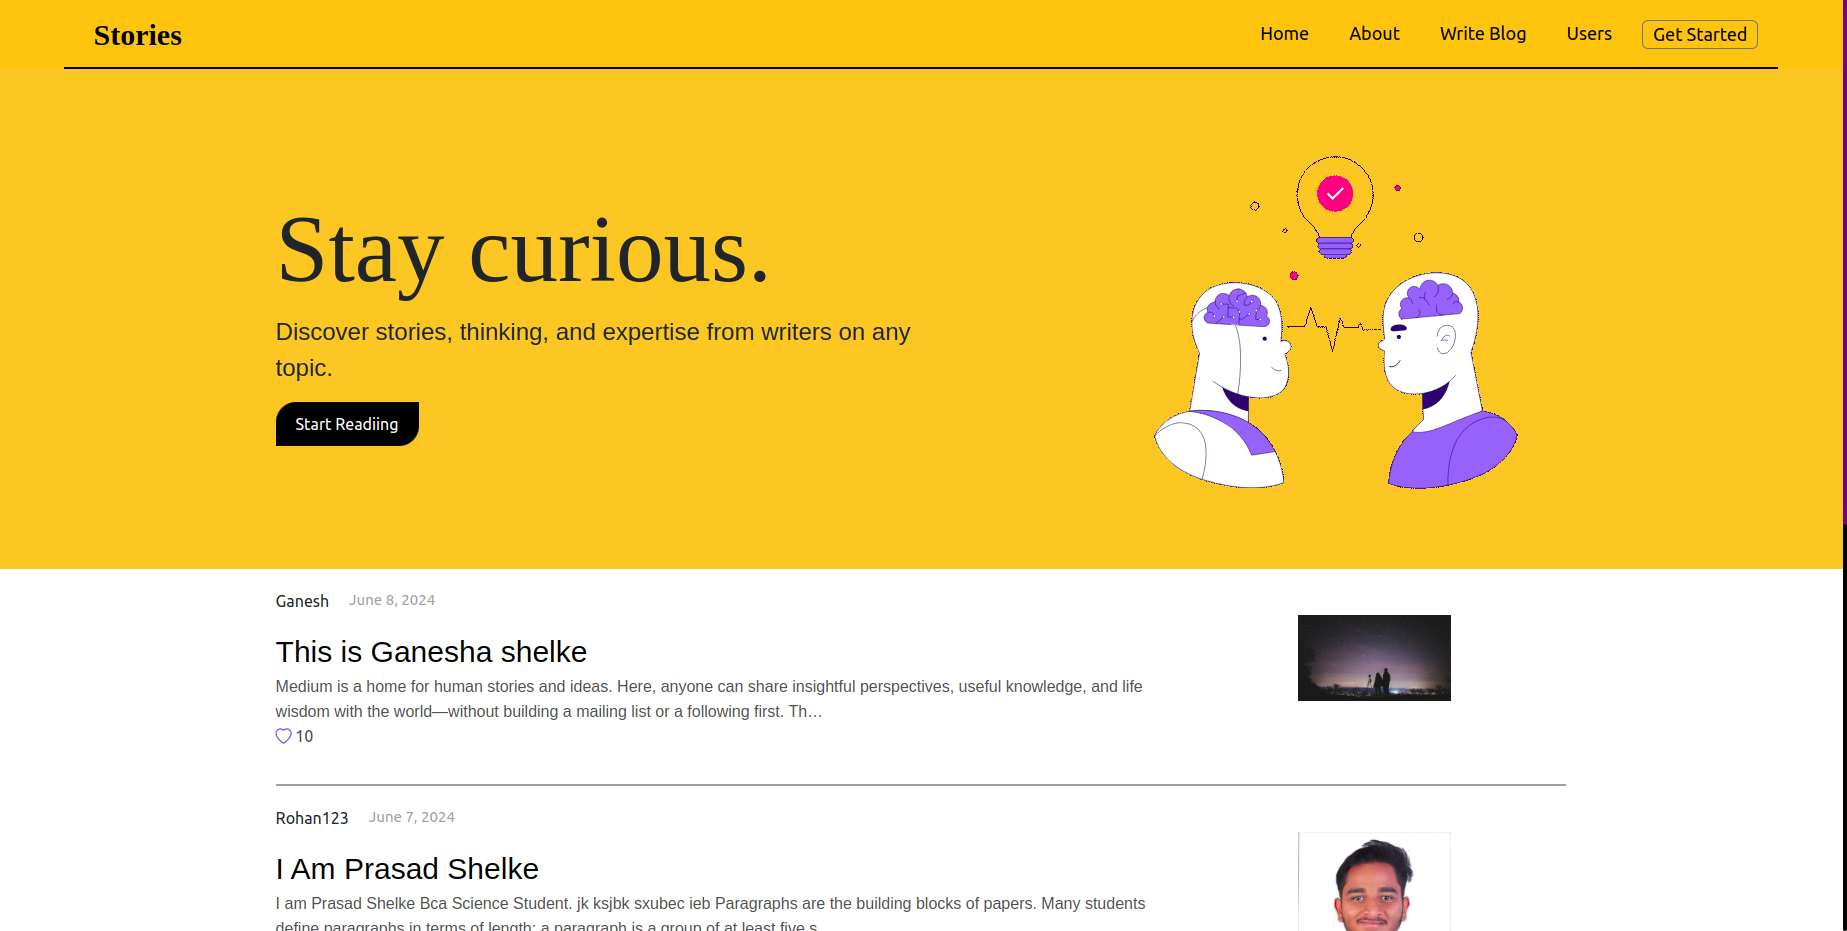 Stories
Home About Write Blog Users Get Started
Stay curious.
Discover stories, thinking, and expertise from writers on any
topic.
Start Readiing
Ganesh June 8, 2024
This is Ganesha shelke
Medium is a home for human stories and ideas. Here, anyone can share insightful perspectives, useful knowledge, and life
wisdom with the world—without building a mailing list or a following first. Th…
10
Rohan123 June 7, 2024
I Am Prasad Shelke
I am Prasad Shelke Bca Science Student. jk ksjbk sxubec ieb Paragraphs are the building blocks of papers. Many students
define paragraphs in terms of length: a paragraph is a group of at least five s…